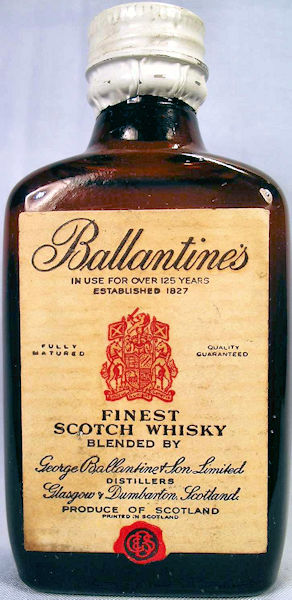 Ballantine's
IN USE FOR OVER 125 YEARS
ESTABLISHED 1827
FULLY MATURED
QUALITY GUARANTEED
FINEST
SCOTCH WHISKY
BLENDED BY
George Ballantine & Son Limited
DISTILLERS
Glasgow & Dumbarton, Scotland.
PRODUCE OF SCOTLAND
PRINTED IN SCOTLAND